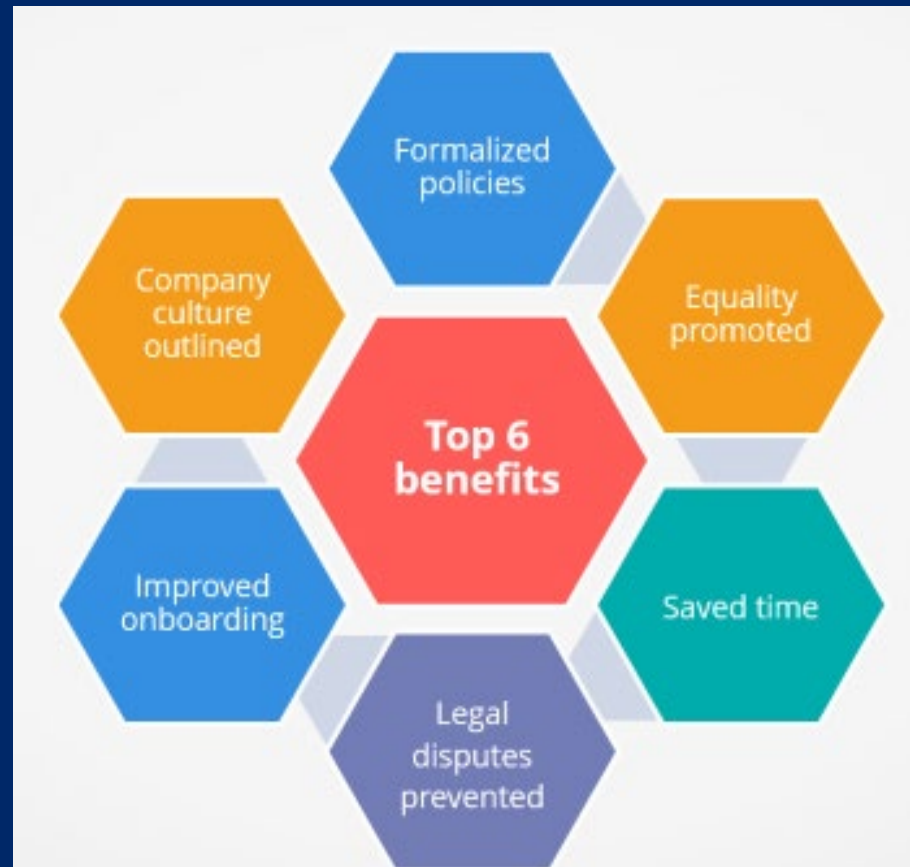 Formalized
policies
Equality
promoted
Saved time
Legal
disputes
prevented
Improved
onboarding
Company
culture
outlined
Top 6
benefits